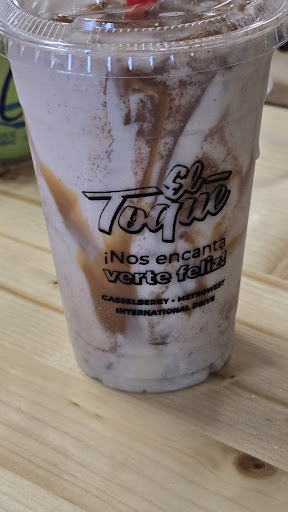 El
Toque
¡Nos encanta
verte feliz!
CASSELBERRY - METROWEST
INTERNATIONAL DRIVE